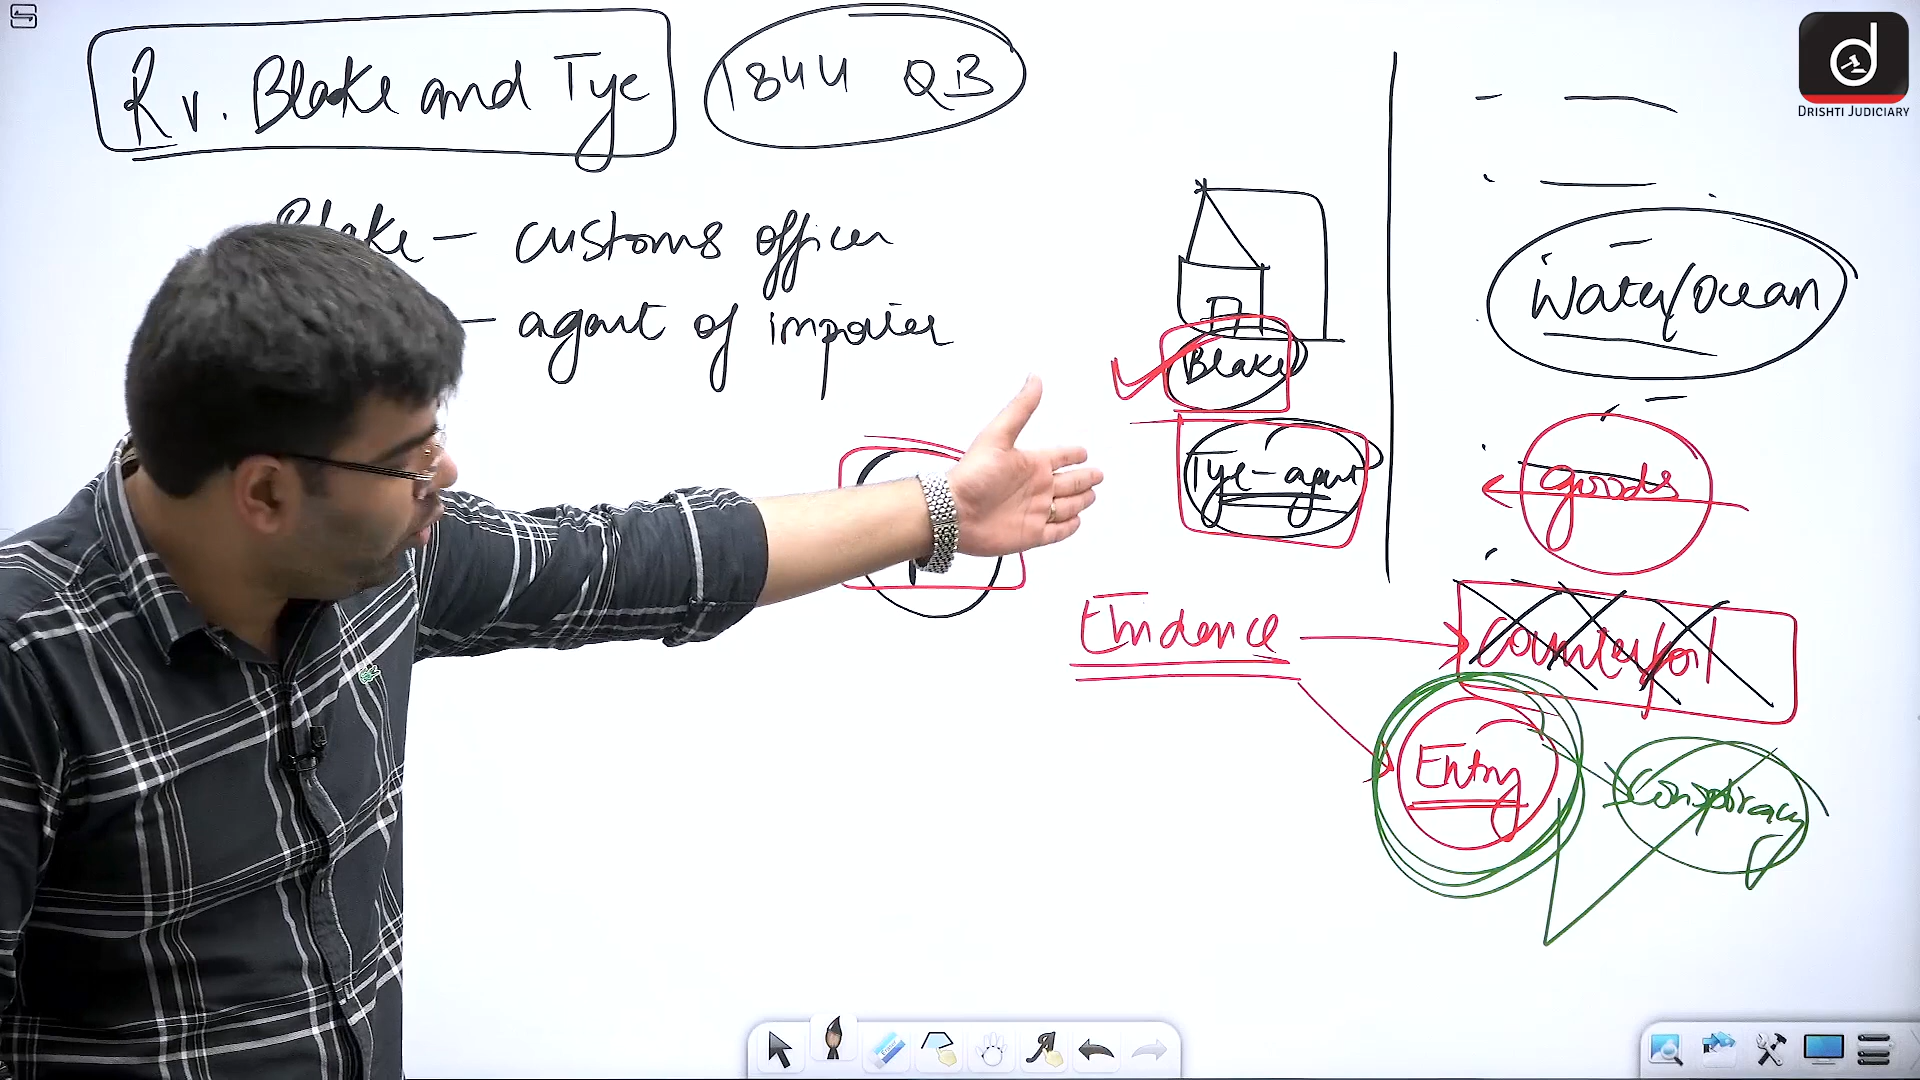 R v. Blake and Tye
1844 QB
DRISHTI JUDICIARY
Blake - customs officer
- agent of importer
Water/Ocean
Blake
Tye-agent
goods
Evidence
counterfoil
Entry
Conspiracy